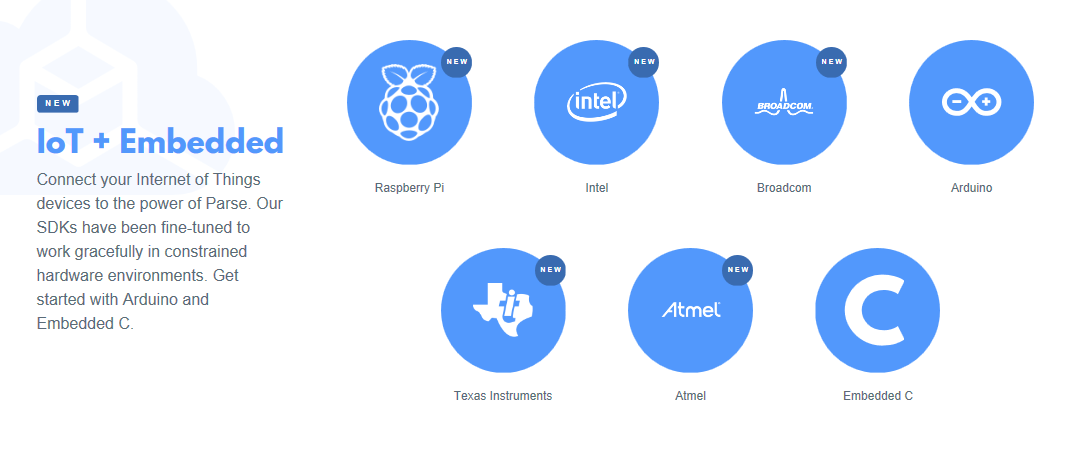 NEW
IoT + Embedded
Connect your Internet of Things
devices to the power of Parse. Our
SDKs have been fine-tuned to
work gracefully in constrained
hardware environments. Get
started with Arduino and
Embedded C.
NEW
Raspberry Pi
NEW
intel
Intel
NEW
BROADCOM
Broadcom
Arduino
NEW
Texas Instruments
NEW
Atmel
Atmel
C
Embedded C